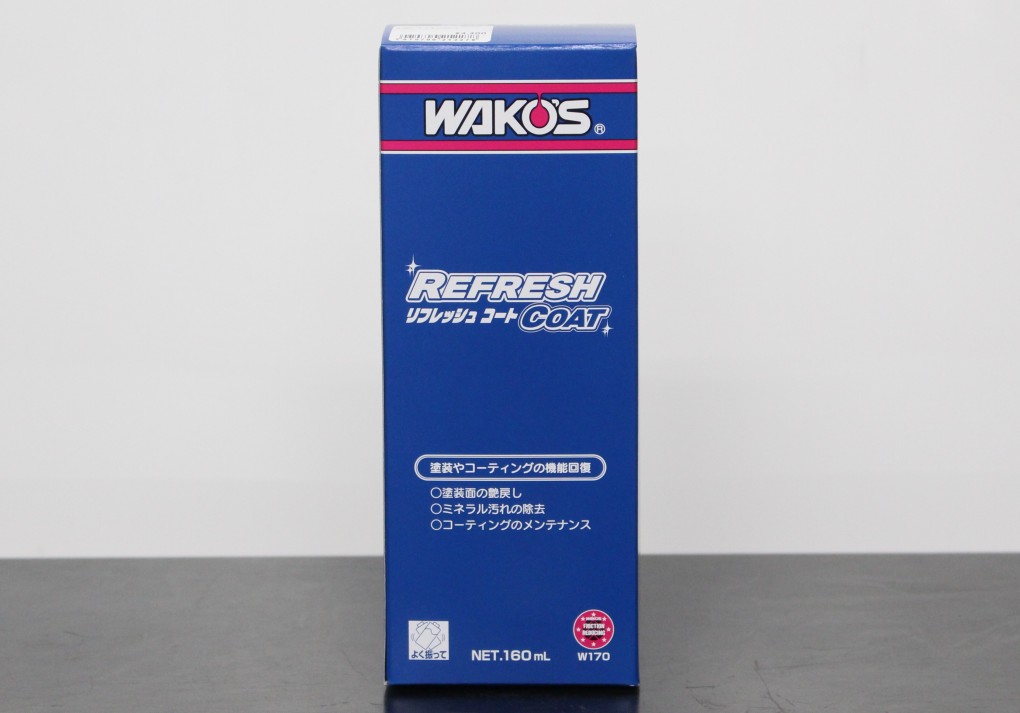 WAKO'S®
REFRESH
リフレッシュ コート COAT
塗装やコーティングの機能回復
○塗装面の艶戻し
○ミネラル汚れの除去
○コーティングのメンテナンス
よく振って
NET.160mL
FRICTION
REDUCING
W170